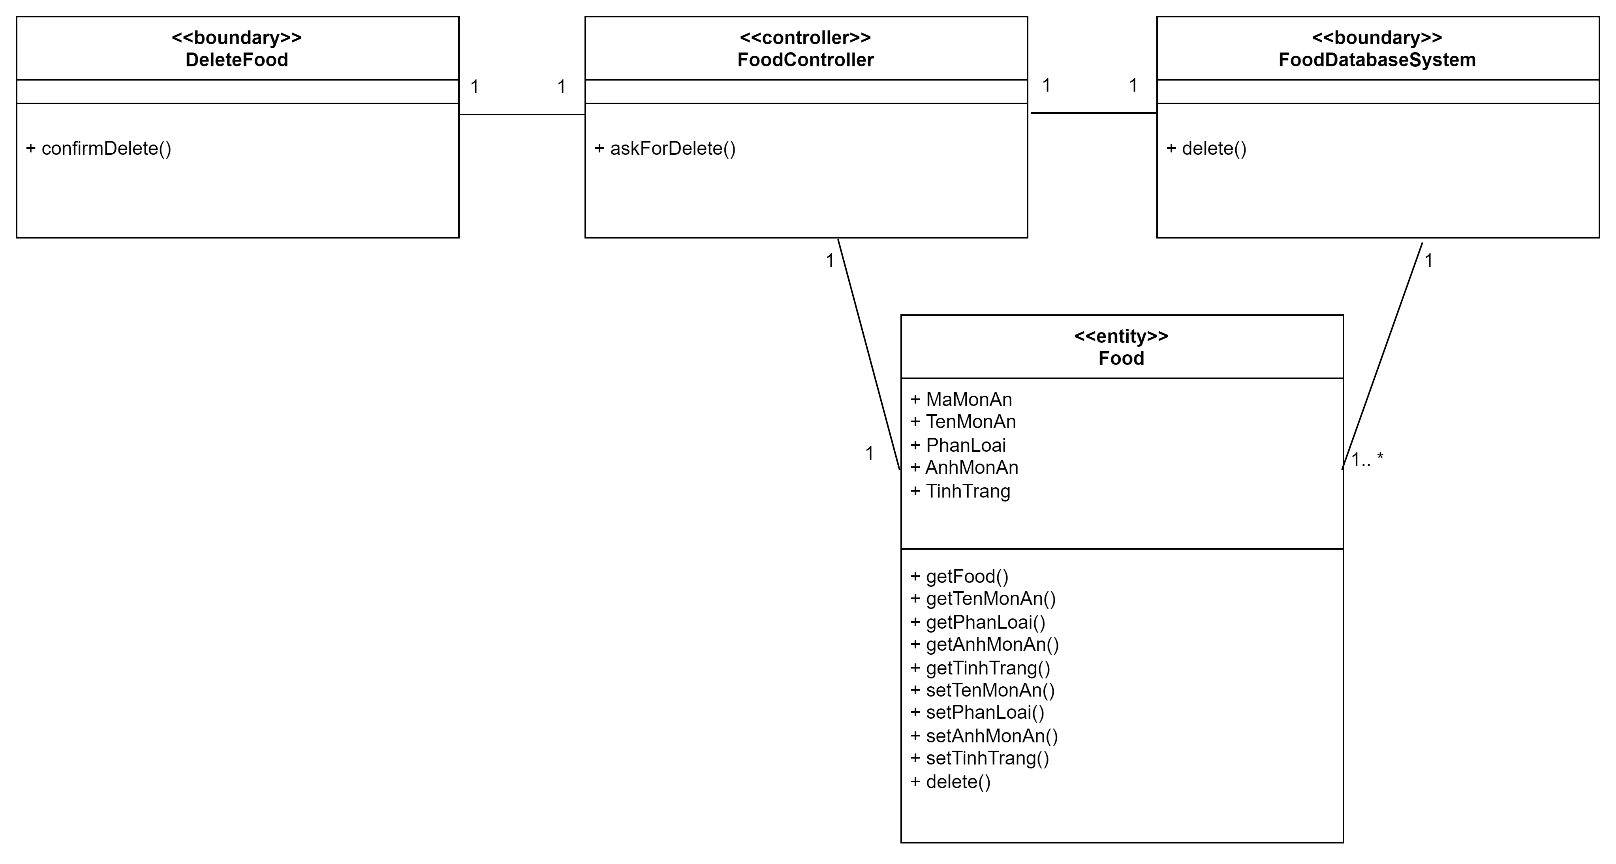 <<boundary>>
DeleteFood
+ confirmDelete()
1
1
<<controller>>
FoodController
+ askForDelete()
1
1
<<boundary>>
FoodDatabaseSystem
+ delete()
1
1
1
1.. *
<<entity>>
Food
+ MaMonAn
+ TenMonAn
+ PhanLoai
+ AnhMonAn
+ TinhTrang
+ getFood()
+ getTenMonAn()
+ getPhanLoai()
+ getAnhMonAn()
+ getTinhTrang()
+ setTenMonAn()
+ setPhanLoai()
+ setAnhMonAn()
+ setTinhTrang()
+ delete()